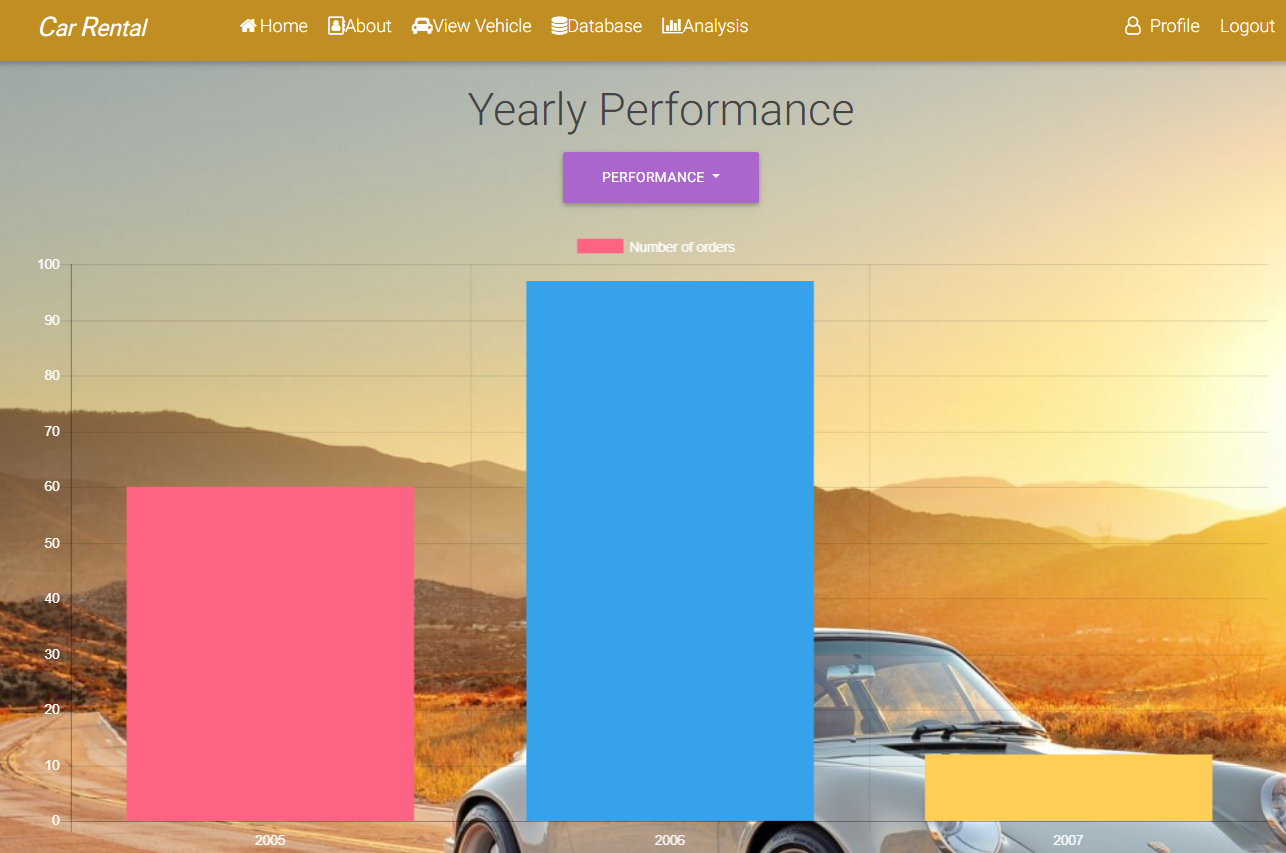 Car Rental Home About View Vehicle Database Analysis Profile Logout
Yearly Performance
PERFORMANCE
Number of orders
100
90
80
70
60
50
40
30
20
10
0
2005 2006 2007